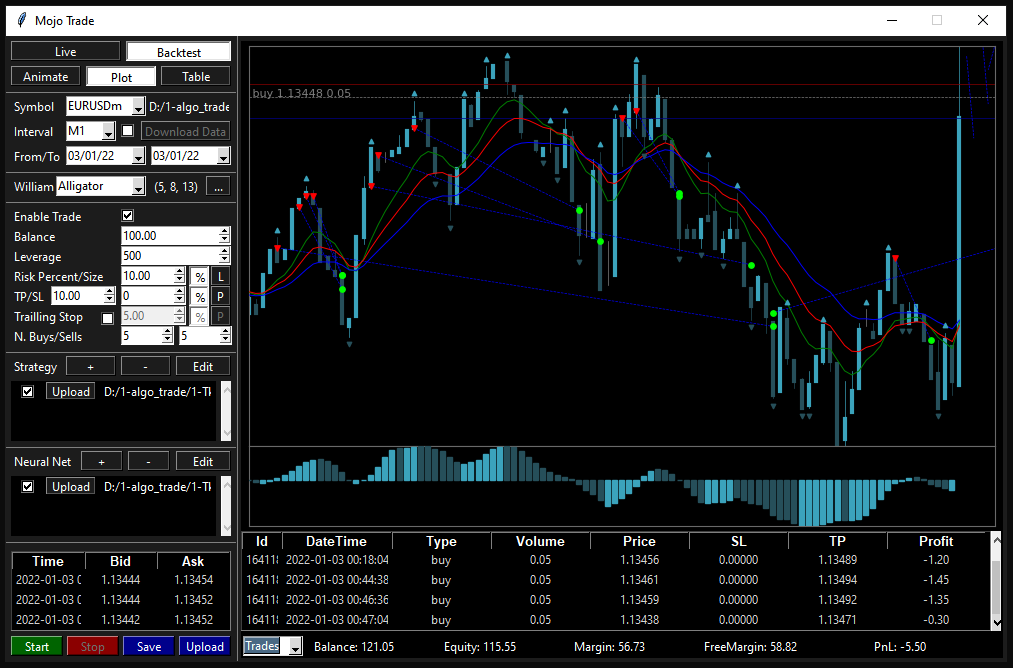 Mojo Trade
Live Backtest
Animate Plot Table
Symbol EURUSDm D:/1-algo_trade
Interval M1 Download Data
From/To 03/01/22 03/01/22
William Alligator (5, 8, 13) ...
Enable Trade
Balance 100.00
Leverage 500
Risk Percent/Size 10.00 % L
TP/SL 10.00 0 % P
Trailling Stop 5.00 % P
N. Buys/Sells 5 5
Strategy + - Edit
Upload D:/1-algo_trade/1-Tk
Neural Net + - Edit
Upload D:/1-algo_trade/1-Tk
Time Bid Ask
2022-01-03 0 1.13444 1.13454
2022-01-03 0 1.13444 1.13452
2022-01-03 0 1.13442 1.13452
Start Stop Save Upload
buy 1.13448 0.05
Id DateTime Type Volume Price SL TP Profit
164118 2022-01-03 00:18:04 buy 0.05 1.13456 0.00000 1.13489 -1.20
164118 2022-01-03 00:44:38 buy 0.05 1.13461 0.00000 1.13494 -1.45
164118 2022-01-03 00:46:36 buy 0.05 1.13459 0.00000 1.13492 -1.35
164118 2022-01-03 00:47:04 buy 0.05 1.13438 0.00000 1.13471 -0.30
Trades Balance: 121.05 Equity: 115.55 Margin: 56.73 FreeMargin: 58.82 PnL: -5.50